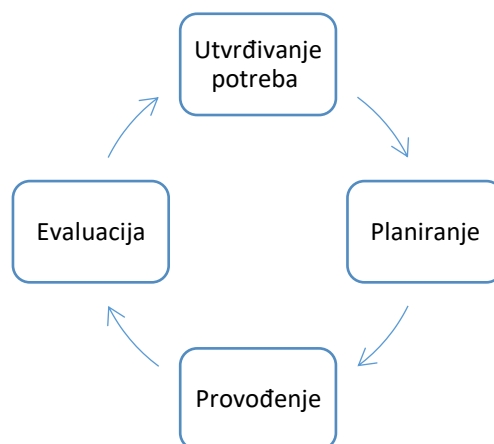 Utvrđivanje
potreba
Planiranje
Provođenje
Evaluacija